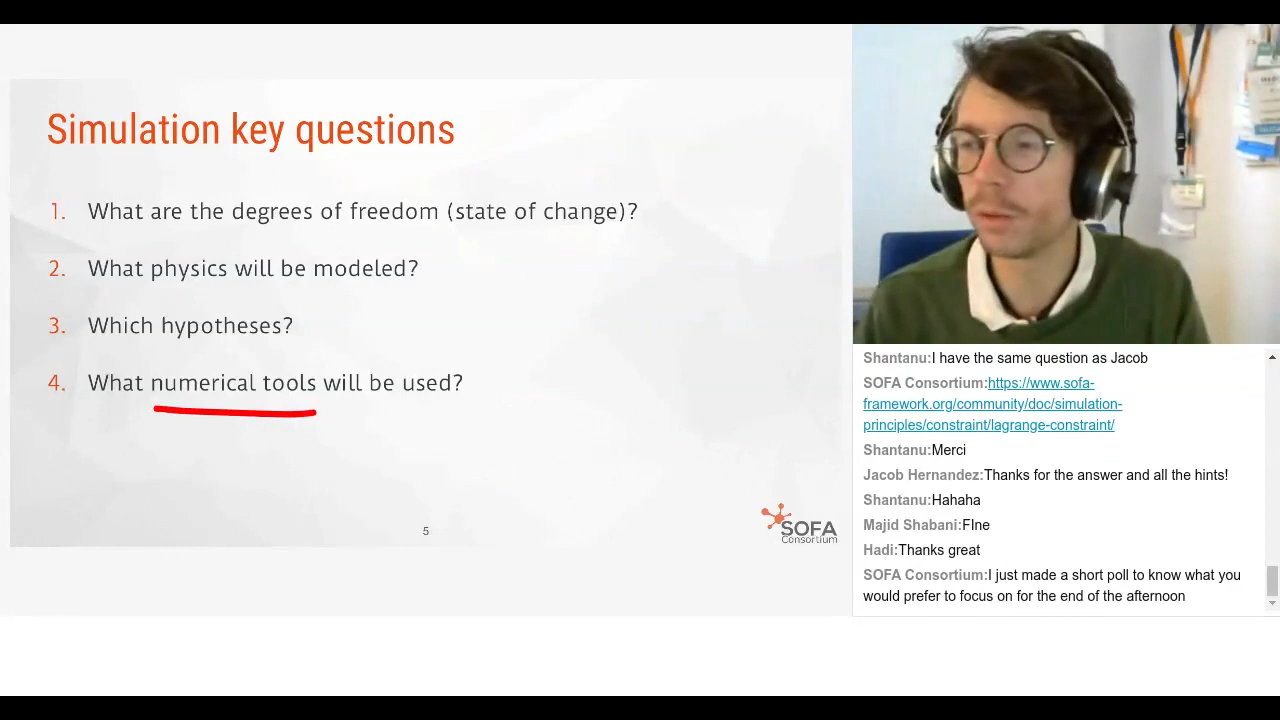 Simulation key questions
1. What are the degrees of freedom (state of change)?
2. What physics will be modeled?
3. Which hypotheses?
4. What numerical tools will be used?
5
SOFA
Consortium
Shantanu:I have the same question as Jacob
SOFA Consortium:https://www.sofa-
framework.org/community/doc/simulation-
principles/constraint/lagrange-constraint/
Shantanu:Merci
Jacob Hernandez:Thanks for the answer and all the hints!
Shantanu:Hahaha
Majid Shabani:FIne
Hadi:Thanks great
SOFA Consortium:I just made a short poll to know what you
would prefer to focus on for the end of the afternoon